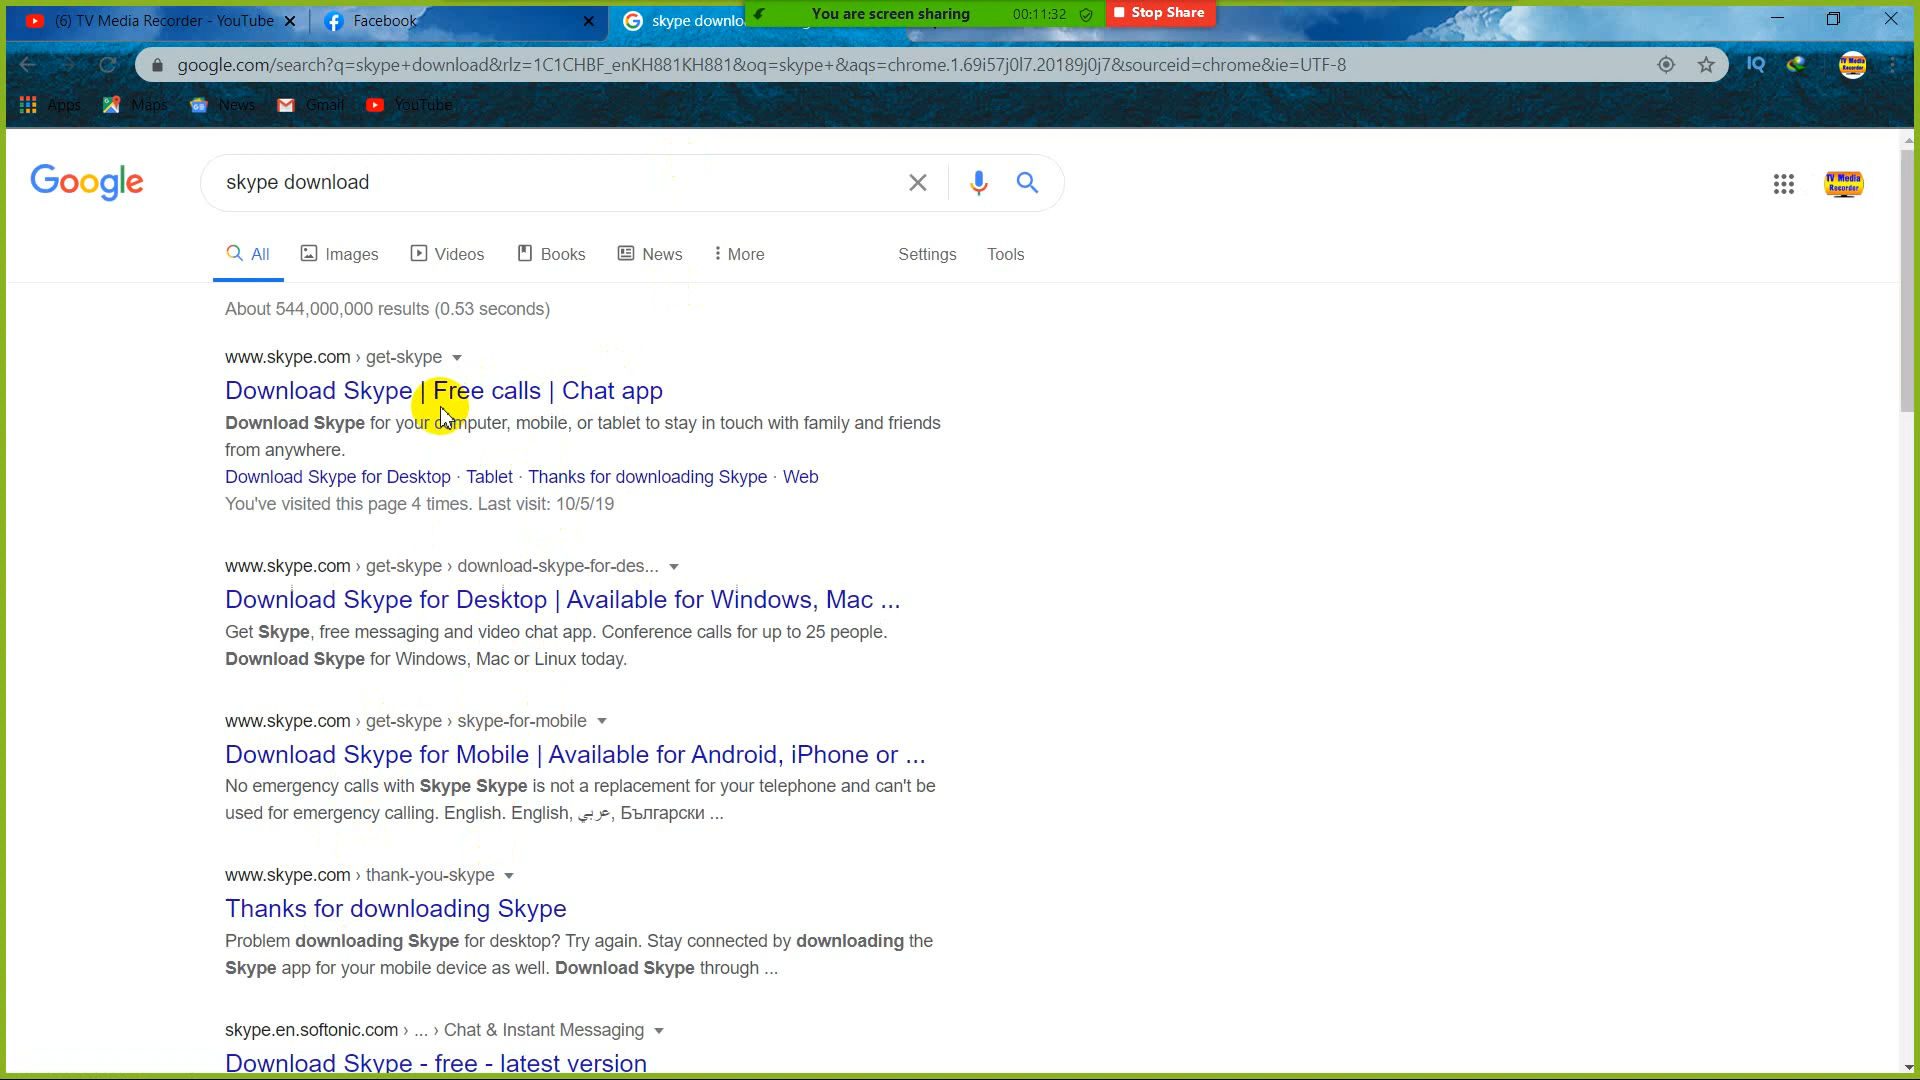 (6) TV Media Recorder - YouTube
Facebook
skype downlo
You are screen sharing
00:11:32
Stop Share
google.com/search?q=skype+download&rlz=1C1CHBF_enKH881KH881&oq=skype+&aqs=chrome.1.69i57j0l7.20189j0j7&sourceid=chrome&ie=UTF-8
IQ
TV Media
Recorder
Apps
Maps
News
Gmail
YouTube
Google
skype download
TV Media
Recorder
All
Images
Videos
Books
News
More
Settings
Tools
About 544,000,000 results (0.53 seconds)
www.skype.com › get-skype
Download Skype | Free calls | Chat app
Download Skype for your computer, mobile, or tablet to stay in touch with family and friends
from anywhere.
Download Skype for Desktop · Tablet · Thanks for downloading Skype · Web
You've visited this page 4 times. Last visit: 10/5/19
www.skype.com › get-skype › download-skype-for-des...
Download Skype for Desktop | Available for Windows, Mac ...
Get Skype, free messaging and video chat app. Conference calls for up to 25 people.
Download Skype for Windows, Mac or Linux today.
www.skype.com › get-skype › skype-for-mobile
Download Skype for Mobile | Available for Android, iPhone or ...
No emergency calls with Skype Skype is not a replacement for your telephone and can't be
used for emergency calling. English. English, عربي, Български ...
www.skype.com › thank-you-skype
Thanks for downloading Skype
Problem downloading Skype for desktop? Try again. Stay connected by downloading the
Skype app for your mobile device as well. Download Skype through ...
skype.en.softonic.com › ... › Chat & Instant Messaging
Download Skype - free - latest version